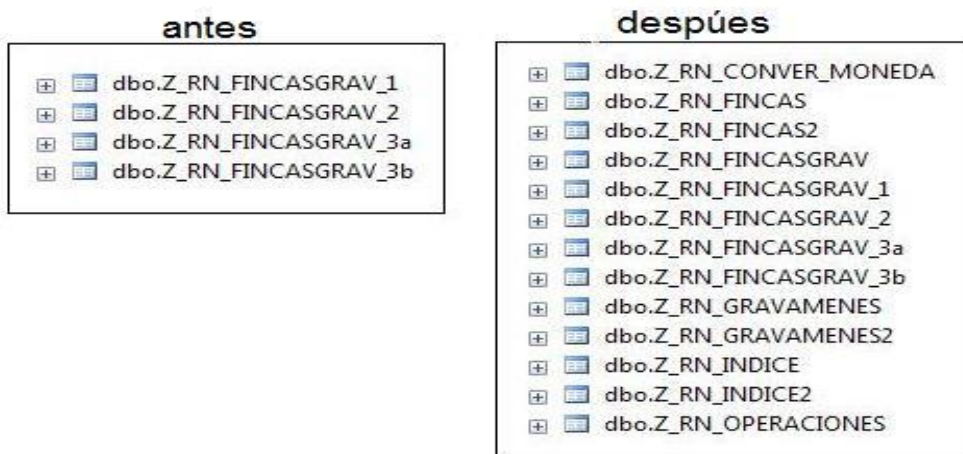 antes
dbo.Z_RN_FINCASGRAV_1
dbo.Z_RN_FINCASGRAV_2
dbo.Z_RN_FINCASGRAV_3a
dbo.Z_RN_FINCASGRAV_3b
despúes
dbo.Z_RN_CONVER_MONEDA
dbo.Z_RN_FINCAS
dbo.Z_RN_FINCAS2
dbo.Z_RN_FINCASGRAV
dbo.Z_RN_FINCASGRAV_1
dbo.Z_RN_FINCASGRAV_2
dbo.Z_RN_FINCASGRAV_3a
dbo.Z_RN_FINCASGRAV_3b
dbo.Z_RN_GRAVAMENES
dbo.Z_RN_GRAVAMENES2
dbo.Z_RN_INDICE
dbo.Z_RN_INDICE2
dbo.Z_RN_OPERACIONES